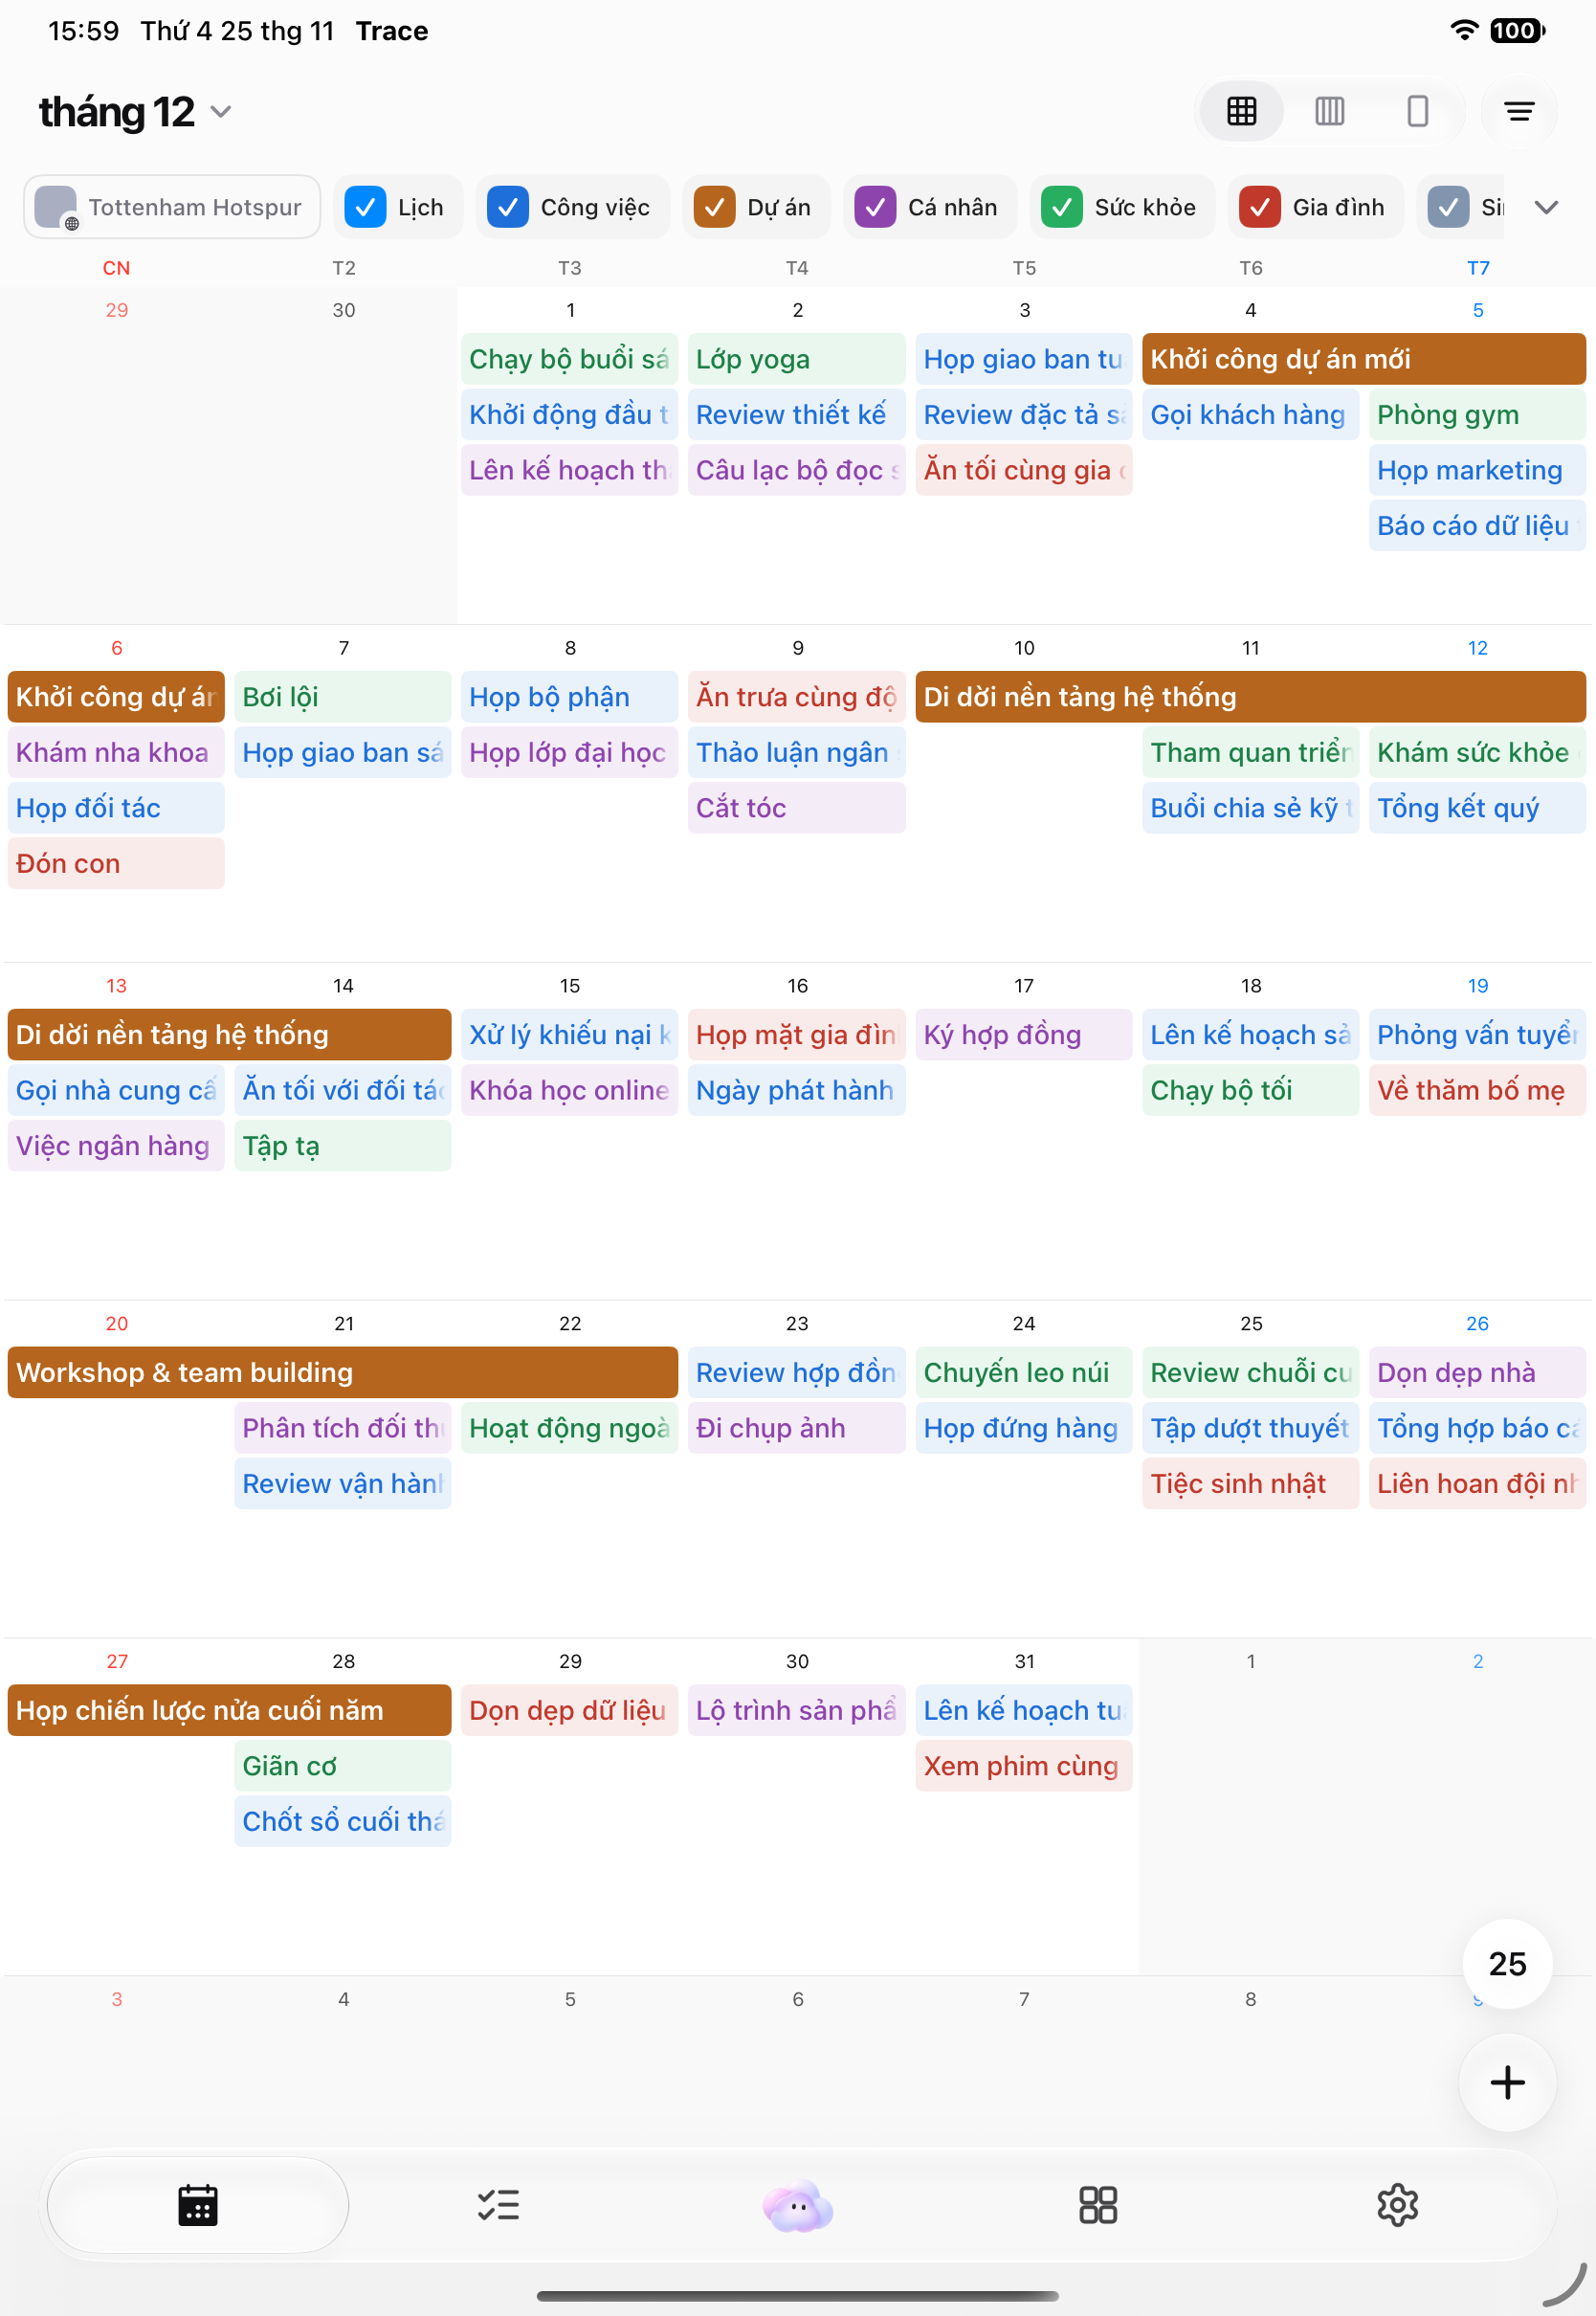 15:59 Thứ 4 25 thg 11 Trace
100
tháng 12
Tottenham Hotspur Lịch Công việc Dự án Cá nhân Sức khỏe Gia đình
CN T2 T3 T4 T5 T6 T7
29 30 1 2 3 4 5
Chạy bộ buổi sá Lớp yoga Họp giao ban tu Khởi công dự án mới
Khởi động đầu t Review thiết kế Review đặc tả s Gọi khách hàng Phòng gym
Lên kế hoạch th Câu lạc bộ đọc s Ăn tối cùng gia Họp marketing
Báo cáo dữ liệu
6 7 8 9 10 11 12
Khởi công dự án Bơi lội Họp bộ phận Ăn trưa cùng độ Di dời nền tảng hệ thống
Khám nha khoa Họp giao ban sá Họp lớp đại học Thảo luận ngân Tham quan triển Khám sức khỏe
Họp đối tác Cắt tóc Buổi chia sẻ kỹ t Tổng kết quý
Đón con
13 14 15 16 17 18 19
Di dời nền tảng hệ thống Xử lý khiếu nại k Họp mặt gia đìn Ký hợp đồng Lên kế hoạch sả Phỏng vấn tuyển
Gọi nhà cung cấ Ăn tối với đối tác Khóa học online Ngày phát hành Chạy bộ tối Về thăm bố mẹ
Việc ngân hàng Tập tạ
20 21 22 23 24 25 26
Workshop & team building Review hợp đồn Chuyến leo núi Review chuỗi cu Dọn dẹp nhà
Phân tích đối th Hoạt động ngoà Đi chụp ảnh Họp đứng hàng Tập dượt thuyết Tổng hợp báo cá
Review vận hành Tiệc sinh nhật Liên hoan đội nh
27 28 29 30 31 1 2
Họp chiến lược nửa cuối năm Dọn dẹp dữ liệu Lộ trình sản phẩ Lên kế hoạch tu
Giãn cơ Xem phim cùng
Chốt sổ cuối thá
25
3 4 5 6 7 8